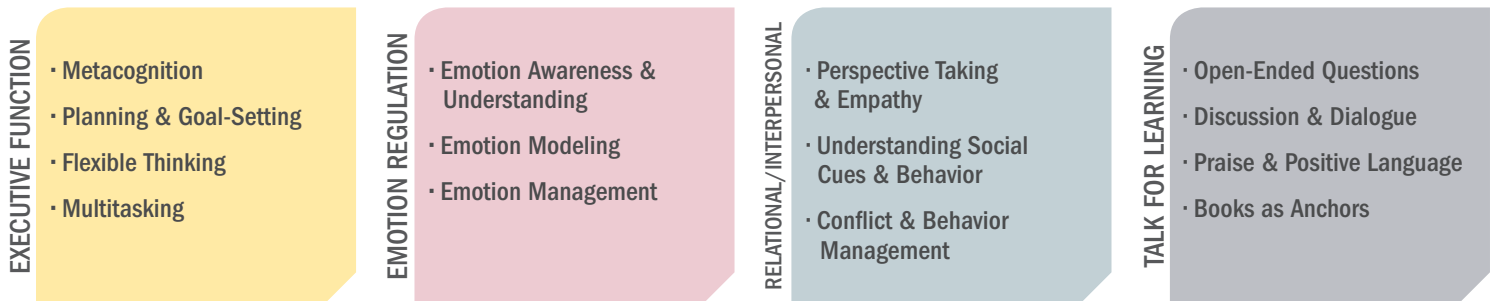 EXECUTIVE FUNCTION
· Metacognition
· Planning & Goal-Setting
· Flexible Thinking
· Multitasking
EMOTION REGULATION
· Emotion Awareness &
Understanding
· Emotion Modeling
· Emotion Management
RELATIONAL/INTERPERSONAL
· Perspective Taking
& Empathy
· Understanding Social
Cues & Behavior
· Conflict & Behavior
Management
TALK FOR LEARNING
· Open-Ended Questions
· Discussion & Dialogue
· Praise & Positive Language
· Books as Anchors